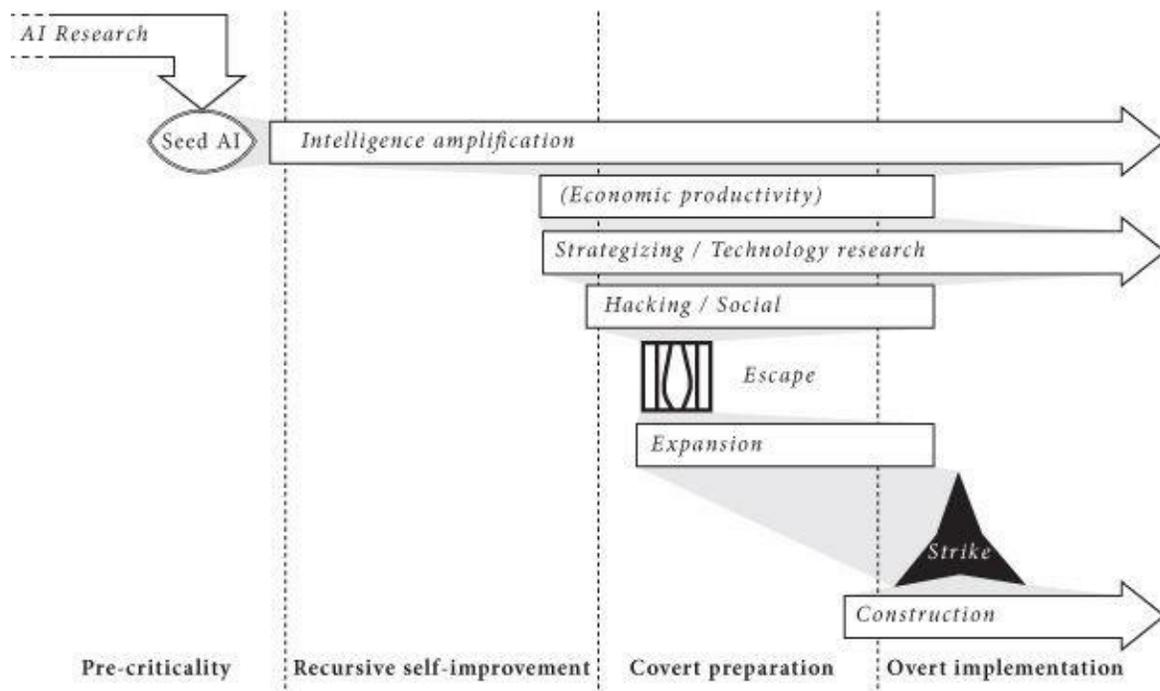 AI Research
Seed AI
Intelligence amplification
(Economic productivity)
Strategizing / Technology research
Hacking / Social
Escape
Expansion
Strike
Construction
Pre-criticality
Recursive self-improvement
Covert preparation
Overt implementation